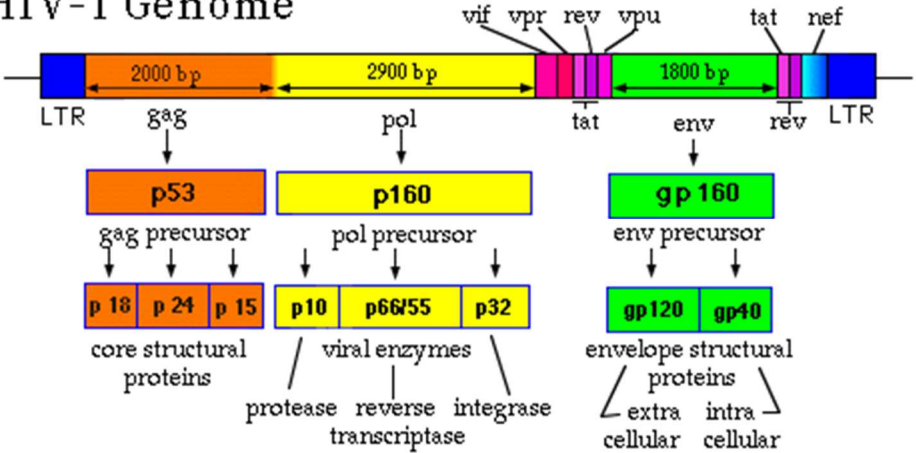 HIV-1 Genome
vif vpr rev vpu tat nef
2000 bp 2900 bp 1800 bp
LTR gag pol tat env rev LTR
p53 p160 gp 160
gag precursor pol precursor env precursor
p 18 p 24 p 15 p10 p66/55 p32 gp120 gp40
core structural proteins
viral enzymes
envelope structural proteins
protease reverse transcriptase integrase
extra cellular intra cellular